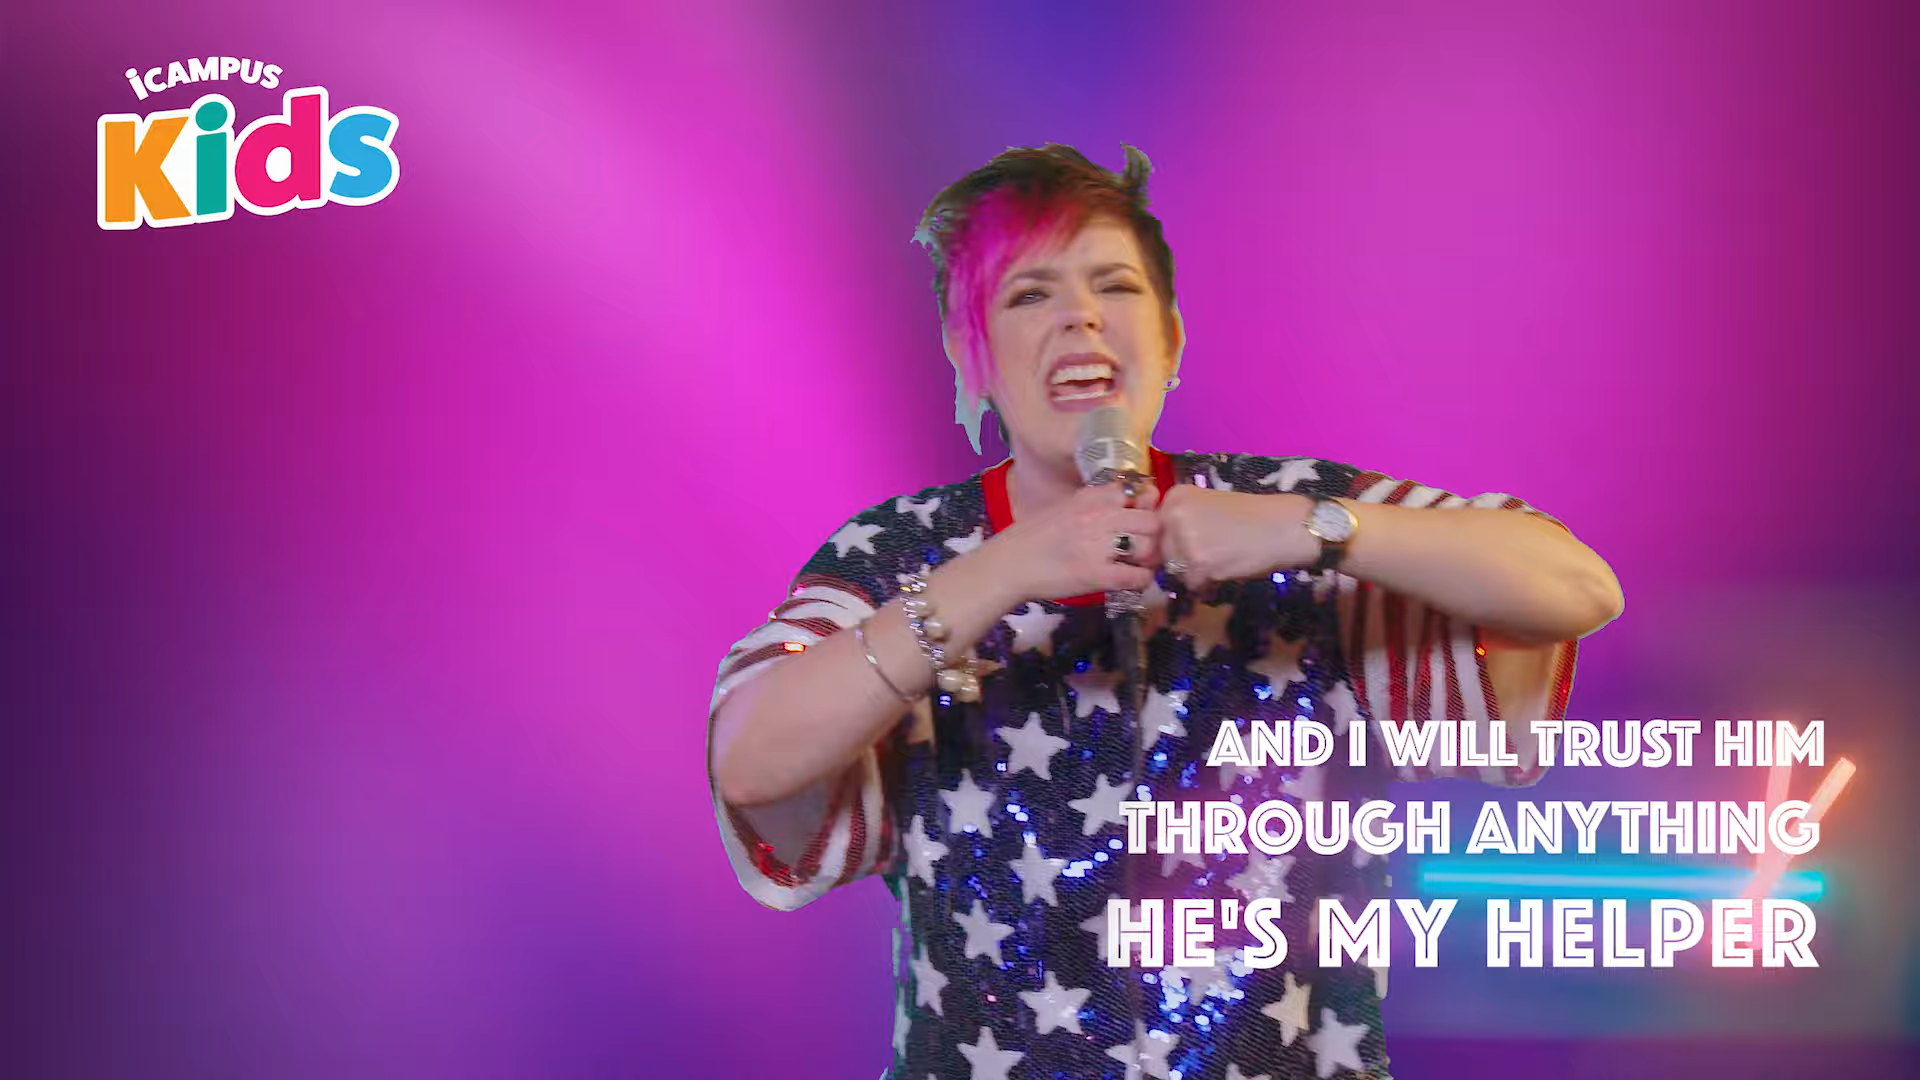 iCAMPUS
Kids
AND I WILL TRUST HIM
THROUGH ANYTHING
HE'S MY HELPER